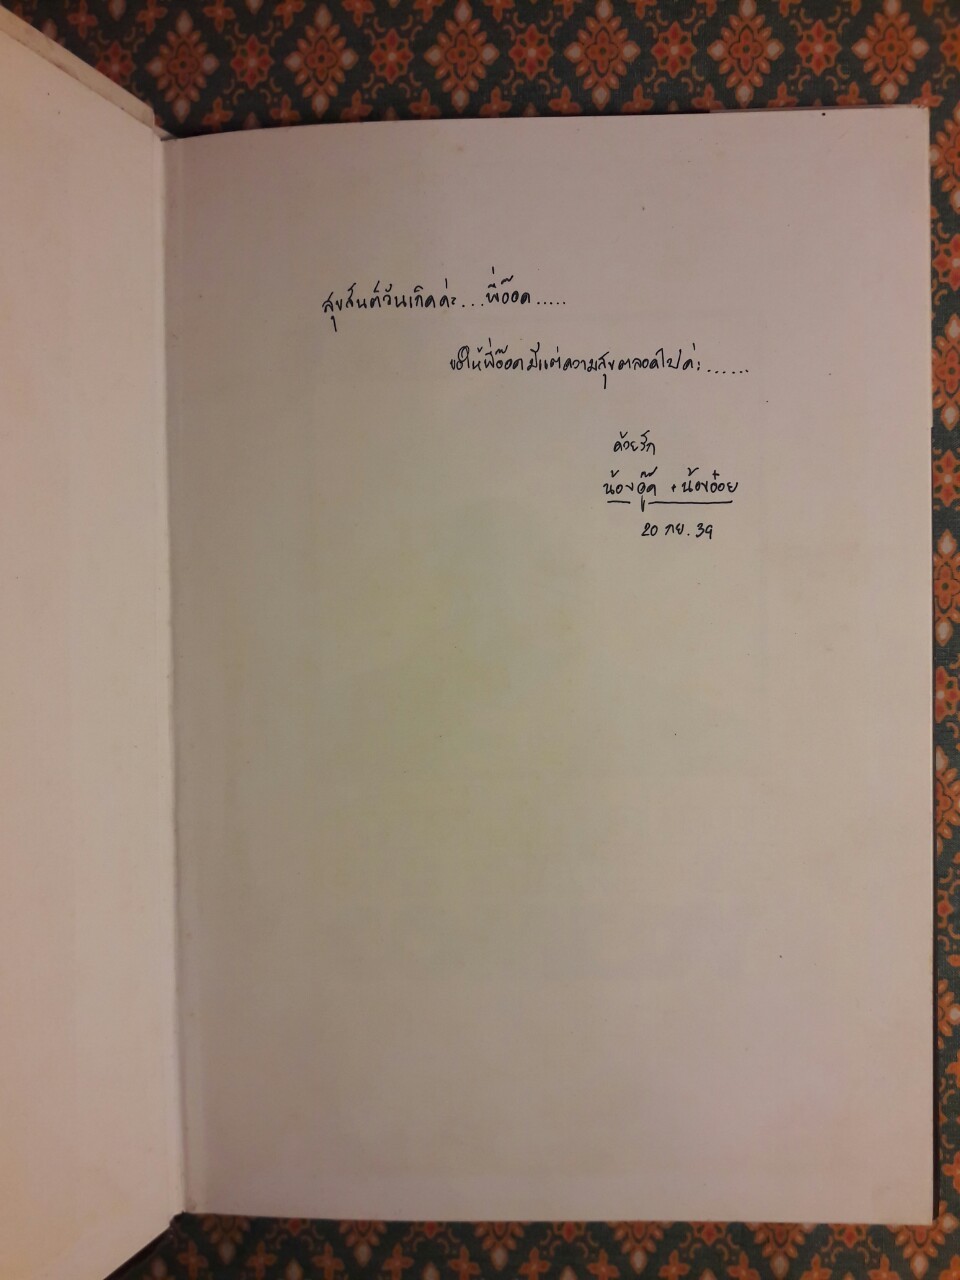 สุขสันต์วันเกิดค่ะ...พี่อ๊อด.....
ขอให้พี่อ๊อดมีแต่ความสุขตลอดไปค่ะ......
ด้วยรัก
น้องอู๊ด + น้องอ๋อย
20 กย. 39